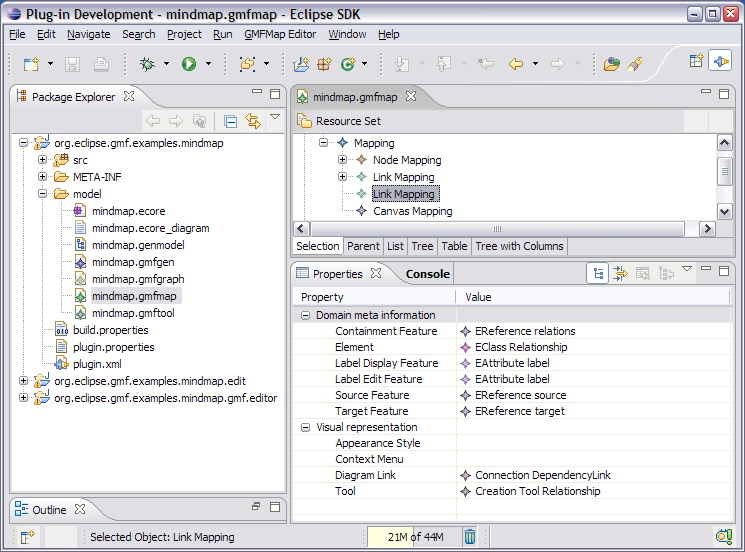 Plug-in Development - mindmap.gmfmap - Eclipse SDK
File Edit Navigate Search Project Run GMFMap Editor Window Help
Package Explorer
org.eclipse.gmf.examples.mindmap
src
META-INF
model
mindmap.ecore
mindmap.ecore_diagram
mindmap.genmodel
mindmap.gmfgen
mindmap.gmfgraph
mindmap.gmfmap
mindmap.gmftool
build.properties
plugin.properties
plugin.xml
org.eclipse.gmf.examples.mindmap.edit
org.eclipse.gmf.examples.mindmap.gmf.editor
Outline
mindmap.gmfmap
Resource Set
Mapping
Node Mapping
Link Mapping
Link Mapping
Canvas Mapping
Selection Parent List Tree Table Tree with Columns
Properties Console
Property Value
Domain meta information
Containment Feature EReference relations
Element EClass Relationship
Label Display Feature EAttribute label
Label Edit Feature EAttribute label
Source Feature EReference source
Target Feature EReference target
Visual representation
Appearance Style
Context Menu
Diagram Link Connection DependencyLink
Tool Creation Tool Relationship
Selected Object: Link Mapping 21M of 44M